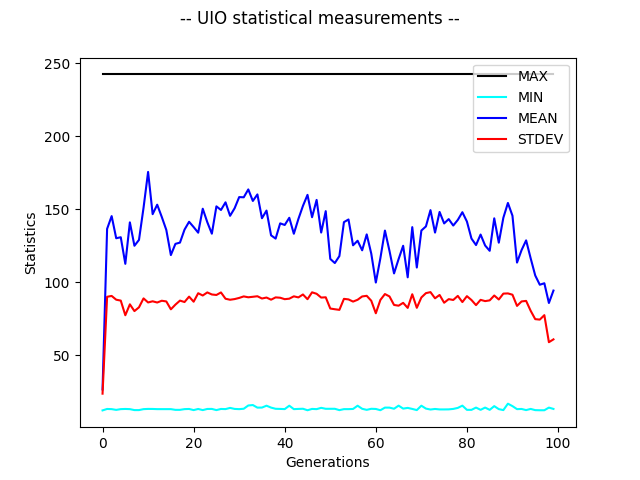 -- UIO statistical measurements --
250
200
150
100
50
Statistics
MAX
MIN
MEAN
STDEV
0 20 40 60 80 100
Generations